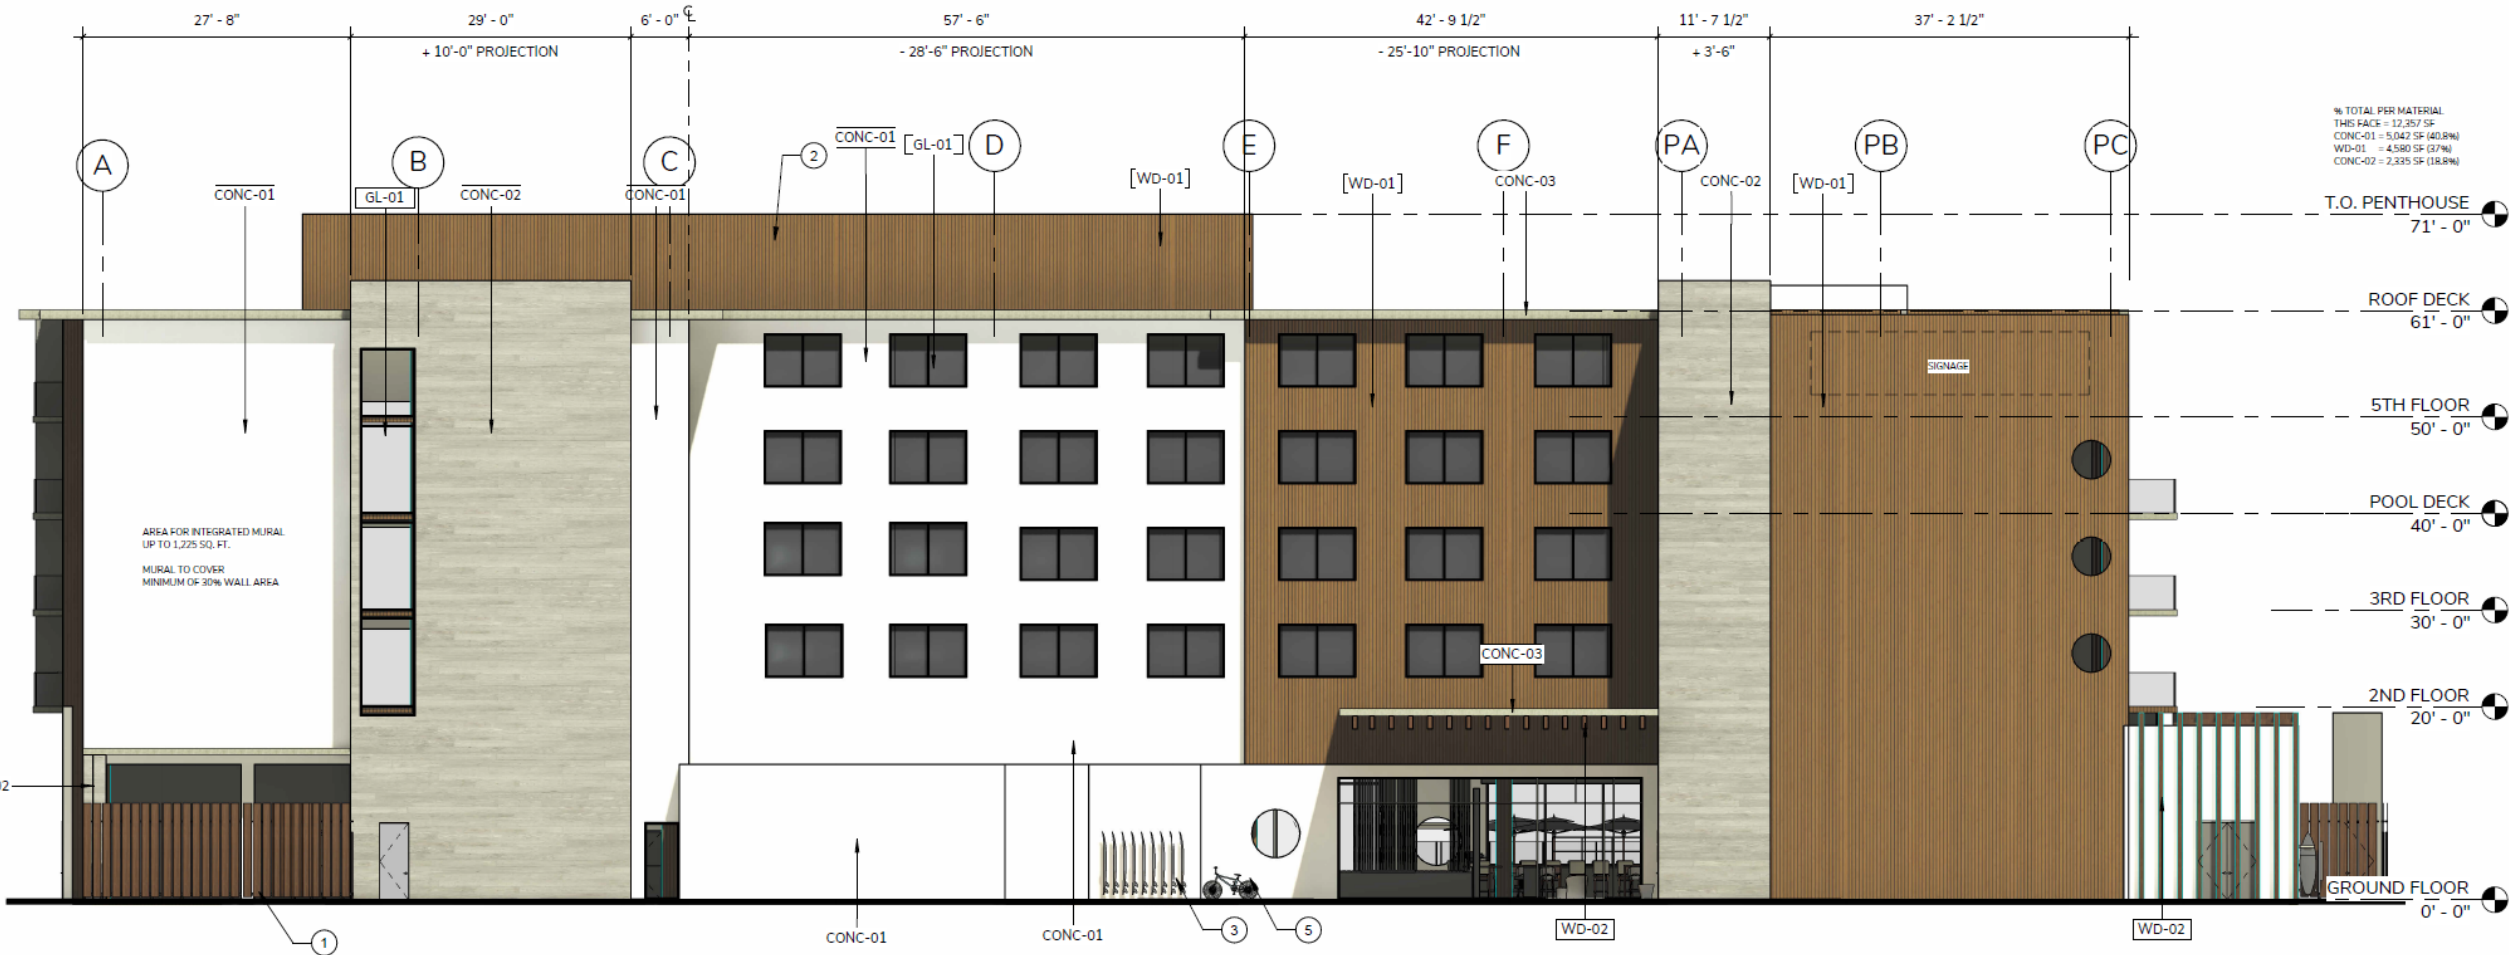 27' - 8"
29' - 0"
6' - 0"
℄
57' - 6"
42' - 9 1/2"
11' - 7 1/2"
37' - 2 1/2"
+ 10'-0" PROJECTION
- 28'-6" PROJECTION
- 25'-10" PROJECTION
+ 3'-6"
% TOTAL PER MATERIAL
THIS FACE = 12,357 SF
CONC-01 = 5,042 SF (40.8%)
WD-01 = 4,580 SF (37%)
CONC-02 = 2,335 SF (18.8%)
A
B
C
D
E
F
PA
PB
PC
2
CONC-01
[GL-01]
[WD-01]
[WD-01]
CONC-03
CONC-02
[WD-01]
CONC-01
GL-01
CONC-02
CONC-01
T.O. PENTHOUSE
71' - 0"
ROOF DECK
61' - 0"
SIGNAGE
5TH FLOOR
50' - 0"
POOL DECK
40' - 0"
AREA FOR INTEGRATED MURAL
UP TO 1,225 SQ. FT.
MURAL TO COVER
MINIMUM OF 30% WALL AREA
3RD FLOOR
30' - 0"
CONC-03
2ND FLOOR
20' - 0"
02
GROUND FLOOR
0' - 0"
1
CONC-01
CONC-01
3
5
WD-02
WD-02